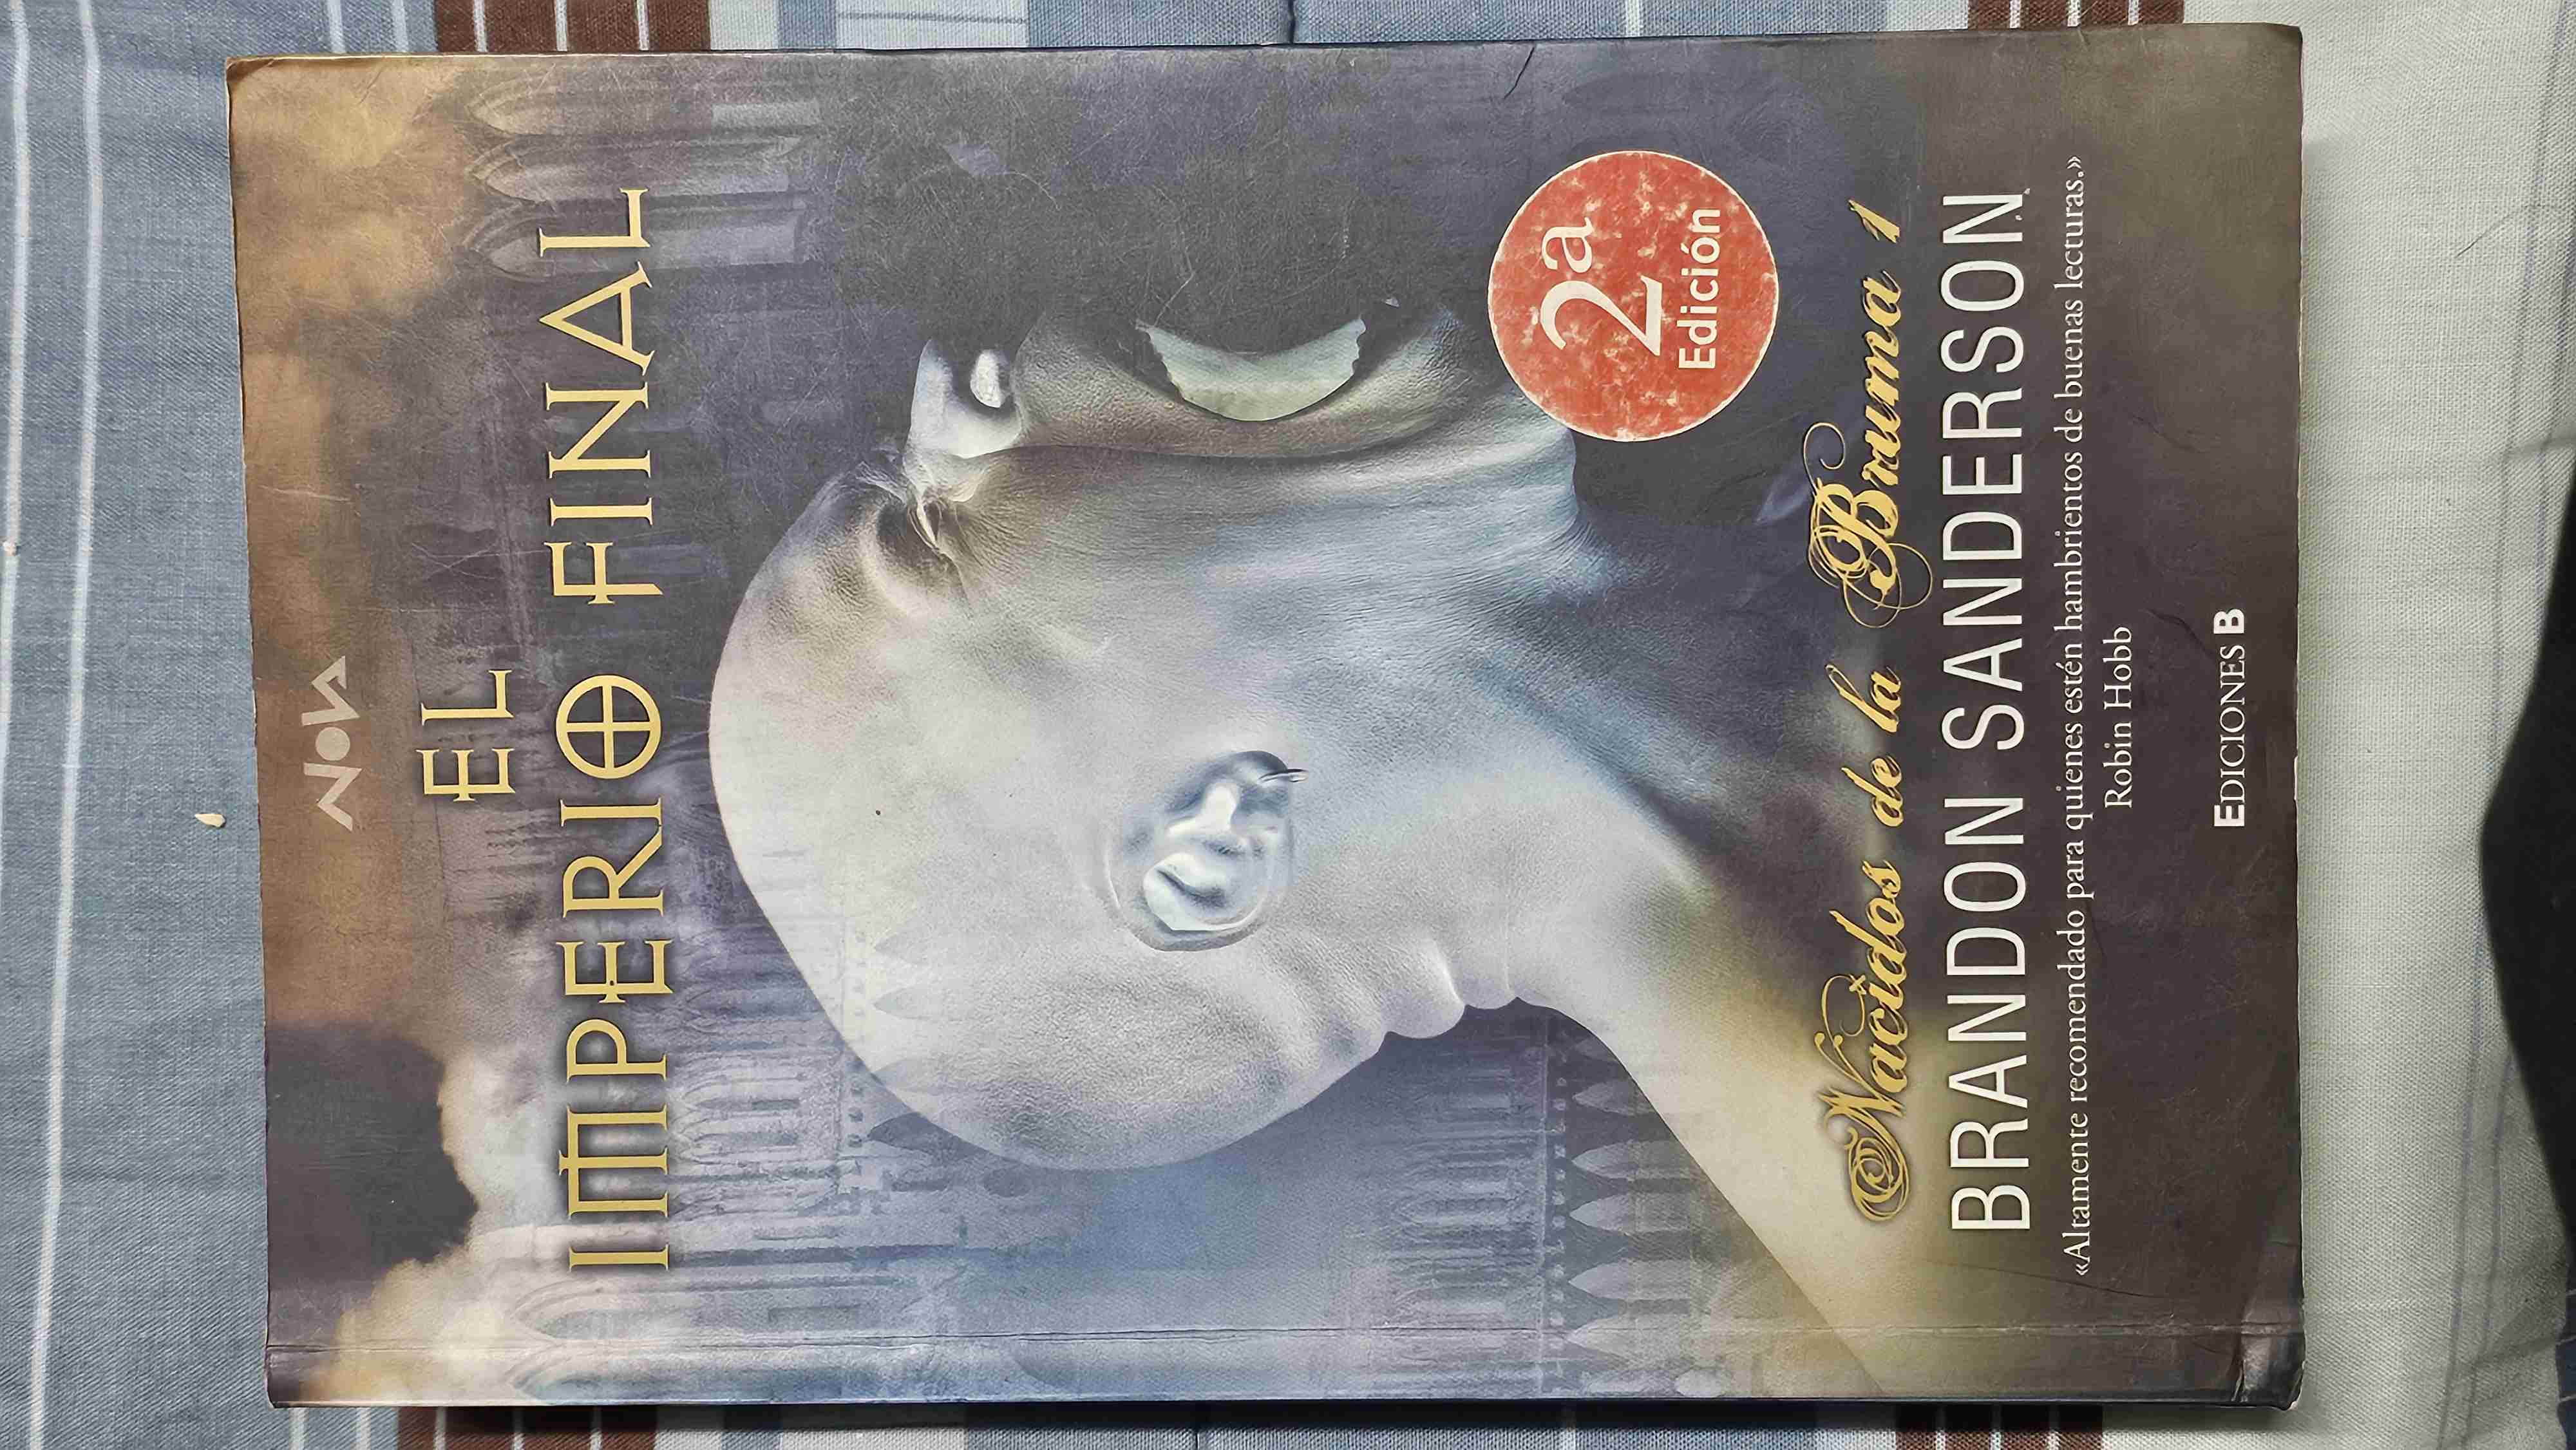 NOVA
EL
IMPERIO FINAL
2a
Edición
Nacidos de la Bruma 1
BRANDON SANDERSON
«Altamente recomendado para quienes estén hambrientos de buenas lecturas.»
Robin Hobb
EDICIONES B